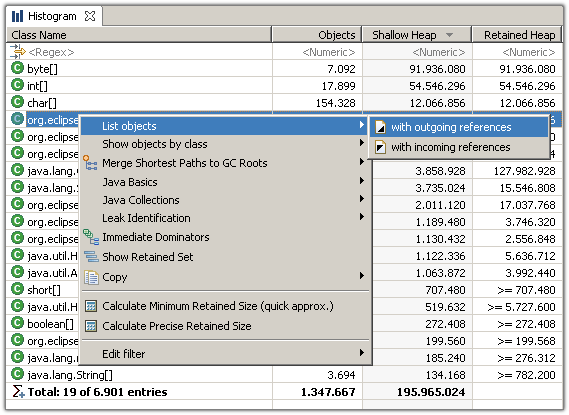 Histogram
Class Name Objects Shallow Heap Retained Heap
<Regex> <Numeric> <Numeric> <Numeric>
byte[] 7.092 91.936.080 91.936.080
int[] 17.899 54.546.296 54.546.296
char[] 154.328 12.066.856 12.066.856
org.eclipse 6
List objects with outgoing references
org.eclips
Show objects by class with incoming references
org.eclips
Merge Shortest Paths to GC Roots
java.lang. 3.858.928 127.982.928
Java Basics
java.lang.S 3.735.024 15.546.808
Java Collections
org.eclips 2.011.120 17.037.768
Leak Identification
org.eclips 1.189.480 3.746.320
Immediate Dominators
org.eclips 1.130.432 2.556.848
Show Retained Set
java.util.H 1.122.336 5.636.712
Copy
java.util.A 1.063.872 3.992.440
short[] 707.480 >= 707.480
Calculate Minimum Retained Size (quick approx.)
java.util.H 519.632 >= 5.727.600
Calculate Precise Retained Size
boolean[] 272.408 >= 272.408
org.eclips 199.560 >= 199.568
Edit filter
java.lang.r 185.240 >= 276.312
java.lang.String[] 3.694 134.168 >= 782.200
Total: 19 of 6.901 entries 1.347.667 195.965.024